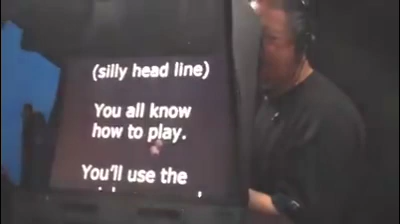 (silly head line)
You all know
how to play.
You'll use the